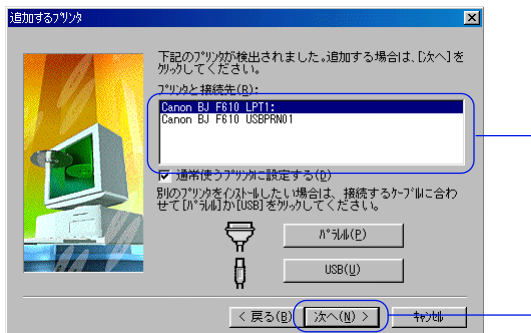 追加するﾌﾟﾘﾝﾀ
下記のﾌﾟﾘﾝﾀが検出されました。追加する場合は、[次へ]を
ｸﾘｯｸしてください。
ﾌﾟﾘﾝﾀと接続先(R):
Canon BJ F610 LPT1:
Canon BJ F610 USBPRN01
通常使うﾌﾟﾘﾝﾀに設定する(D)
別のﾌﾟﾘﾝﾀをｲﾝｽﾄｰﾙしたい場合は、接続するｹｰﾌﾞﾙに合わ
せて[ﾊﾟﾗﾚﾙ]か[USB]をｸﾘｯｸしてください。
ﾊﾟﾗﾚﾙ(P)
USB(U)
< 戻る(B) 次へ(N) > ｷｬﾝｾﾙ